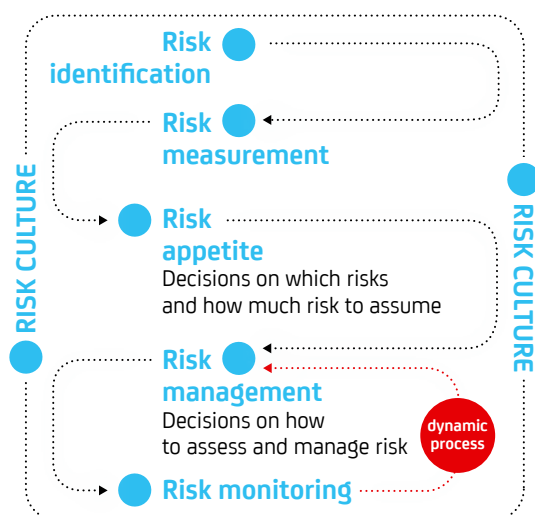 Risk
identification
Risk
measurement
Risk
appetite
Decisions on which risks
and how much risk to assume
Risk
management
Decisions on how
to assess and manage risk
Risk monitoring
dynamic
process
RISK CULTURE
RISK CULTURE